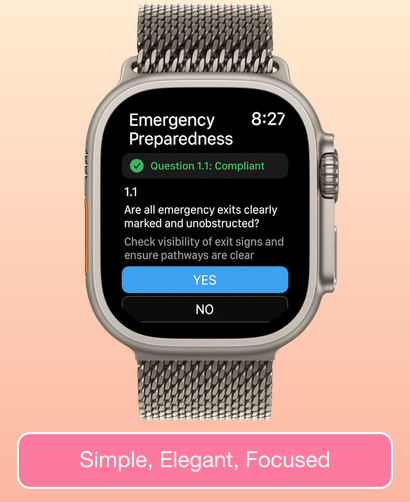 Emergency
Preparedness
8:27
Question 1.1: Compliant
1.1
Are all emergency exits clearly
marked and unobstructed?
Check visibility of exit signs and
ensure pathways are clear
YES
NO
Simple, Elegant, Focused